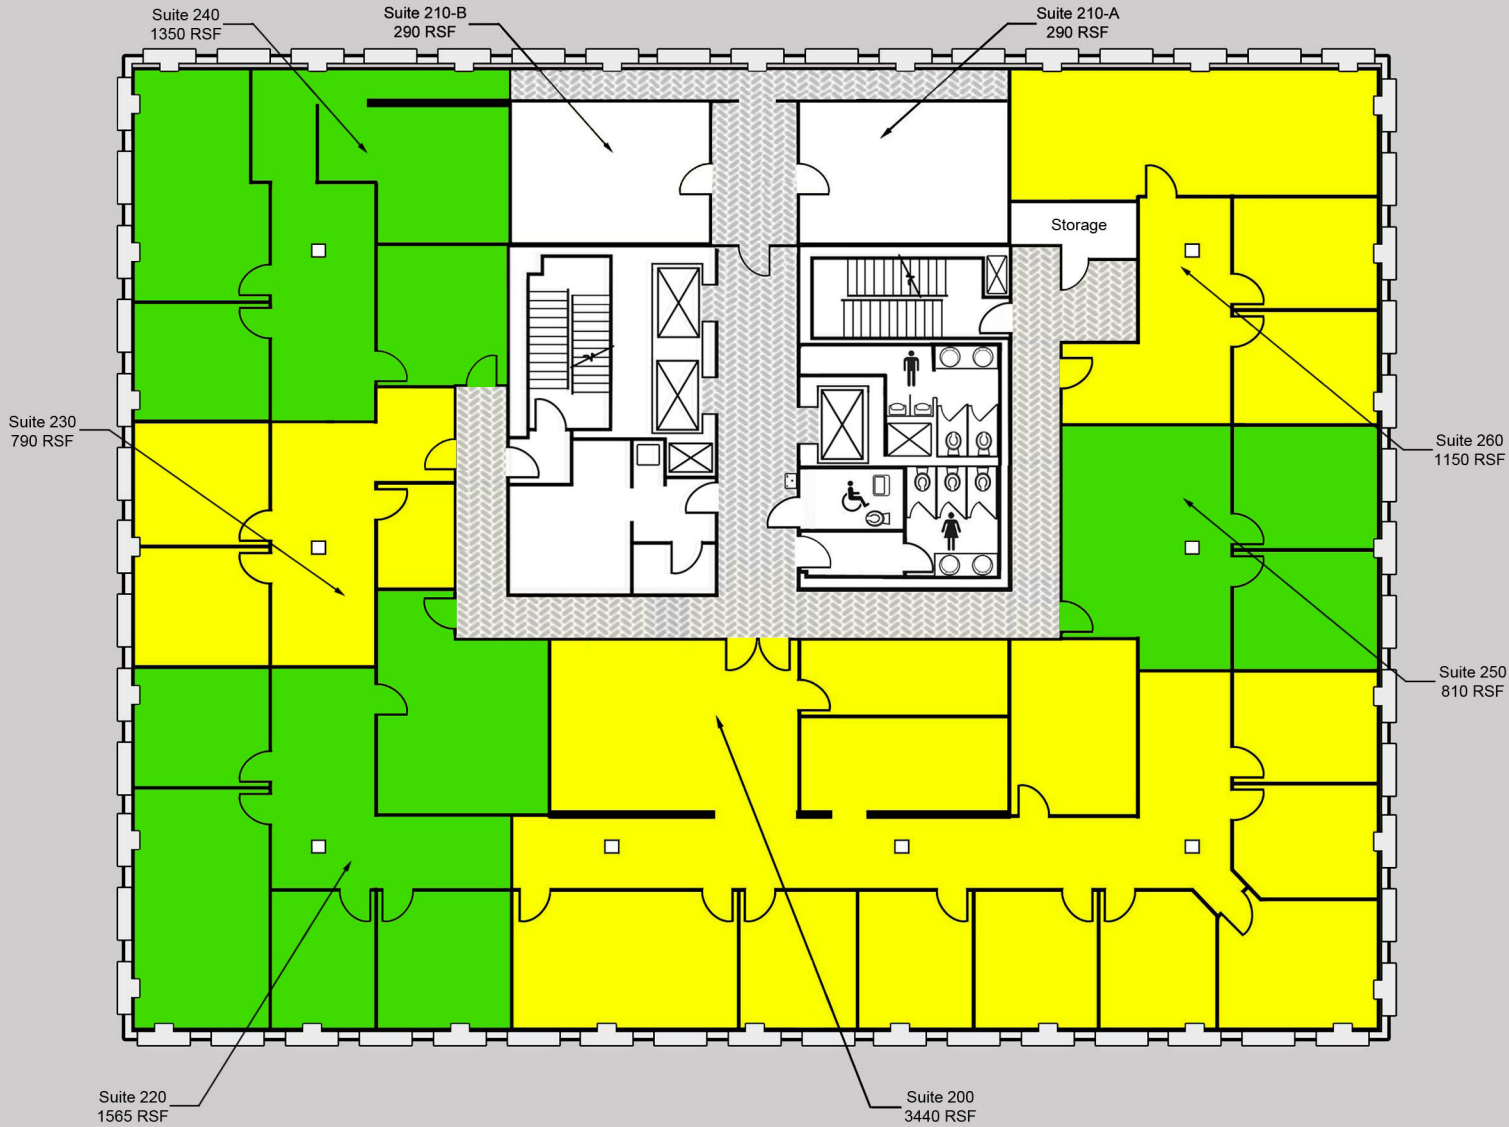 Suite 240
1350 RSF
Suite 210-B
290 RSF
Suite 210-A
290 RSF
Storage
Suite 230
790 RSF
Suite 260
1150 RSF
Suite 250
810 RSF
Suite 220
1565 RSF
Suite 200
3440 RSF